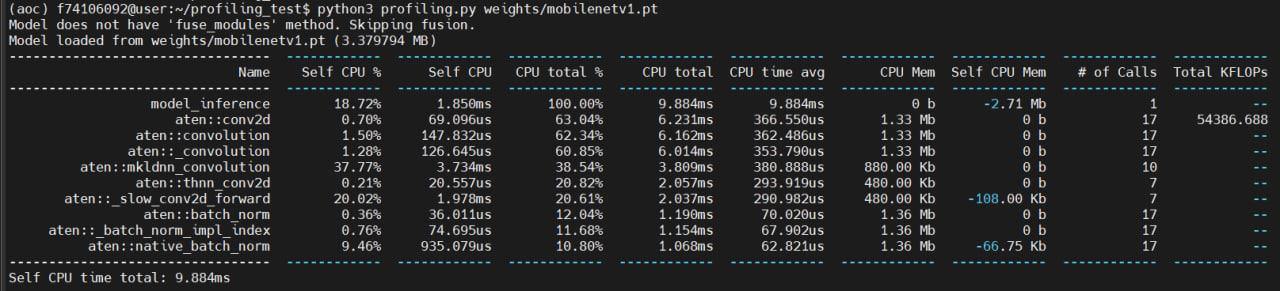 (aoc) f74106092@user:~/profiling_test$ python3 profiling.py weights/mobilenetv1.pt
Model does not have 'fuse_modules' method. Skipping fusion.
Model loaded from weights/mobilenetv1.pt (3.379794 MB)
---------------------------------  ------------  ------------  ------------  ------------  ------------  ------------  ------------  ------------  ------------
Name    Self CPU %      Self CPU   CPU total %     CPU total  CPU time avg       CPU Mem  Self CPU Mem    # of Calls  Total KFLOPs
---------------------------------  ------------  ------------  ------------  ------------  ------------  ------------  ------------  ------------  ------------
model_inference        18.72%       1.850ms       100.00%       9.884ms       9.884ms           0 b      -2.71 Mb             1            --
aten::conv2d         0.70%      69.096us        63.04%       6.231ms     366.550us       1.33 Mb           0 b            17     54386.688
aten::convolution         1.50%     147.832us        62.34%       6.162ms     362.486us       1.33 Mb           0 b            17            --
aten::_convolution         1.28%     126.645us        60.85%       6.014ms     353.790us       1.33 Mb           0 b            17            --
aten::mkldnn_convolution        37.77%       3.734ms        38.54%       3.809ms     380.888us     880.00 Kb           0 b            10            --
aten::thnn_conv2d         0.21%      20.557us        20.82%       2.057ms     293.919us     480.00 Kb           0 b             7            --
aten::_slow_conv2d_forward        20.02%       1.978ms        20.61%       2.037ms     290.982us     480.00 Kb    -108.00 Kb             7            --
aten::batch_norm         0.36%      36.011us        12.04%       1.190ms      70.020us       1.36 Mb           0 b            17            --
aten::_batch_norm_impl_index         0.76%      74.695us        11.68%       1.154ms      67.902us       1.36 Mb           0 b            17            --
aten::native_batch_norm         9.46%     935.079us        10.80%       1.068ms      62.821us       1.36 Mb     -66.75 Kb            17            --
---------------------------------  ------------  ------------  ------------  ------------  ------------  ------------  ------------  ------------  ------------
Self CPU time total: 9.884ms